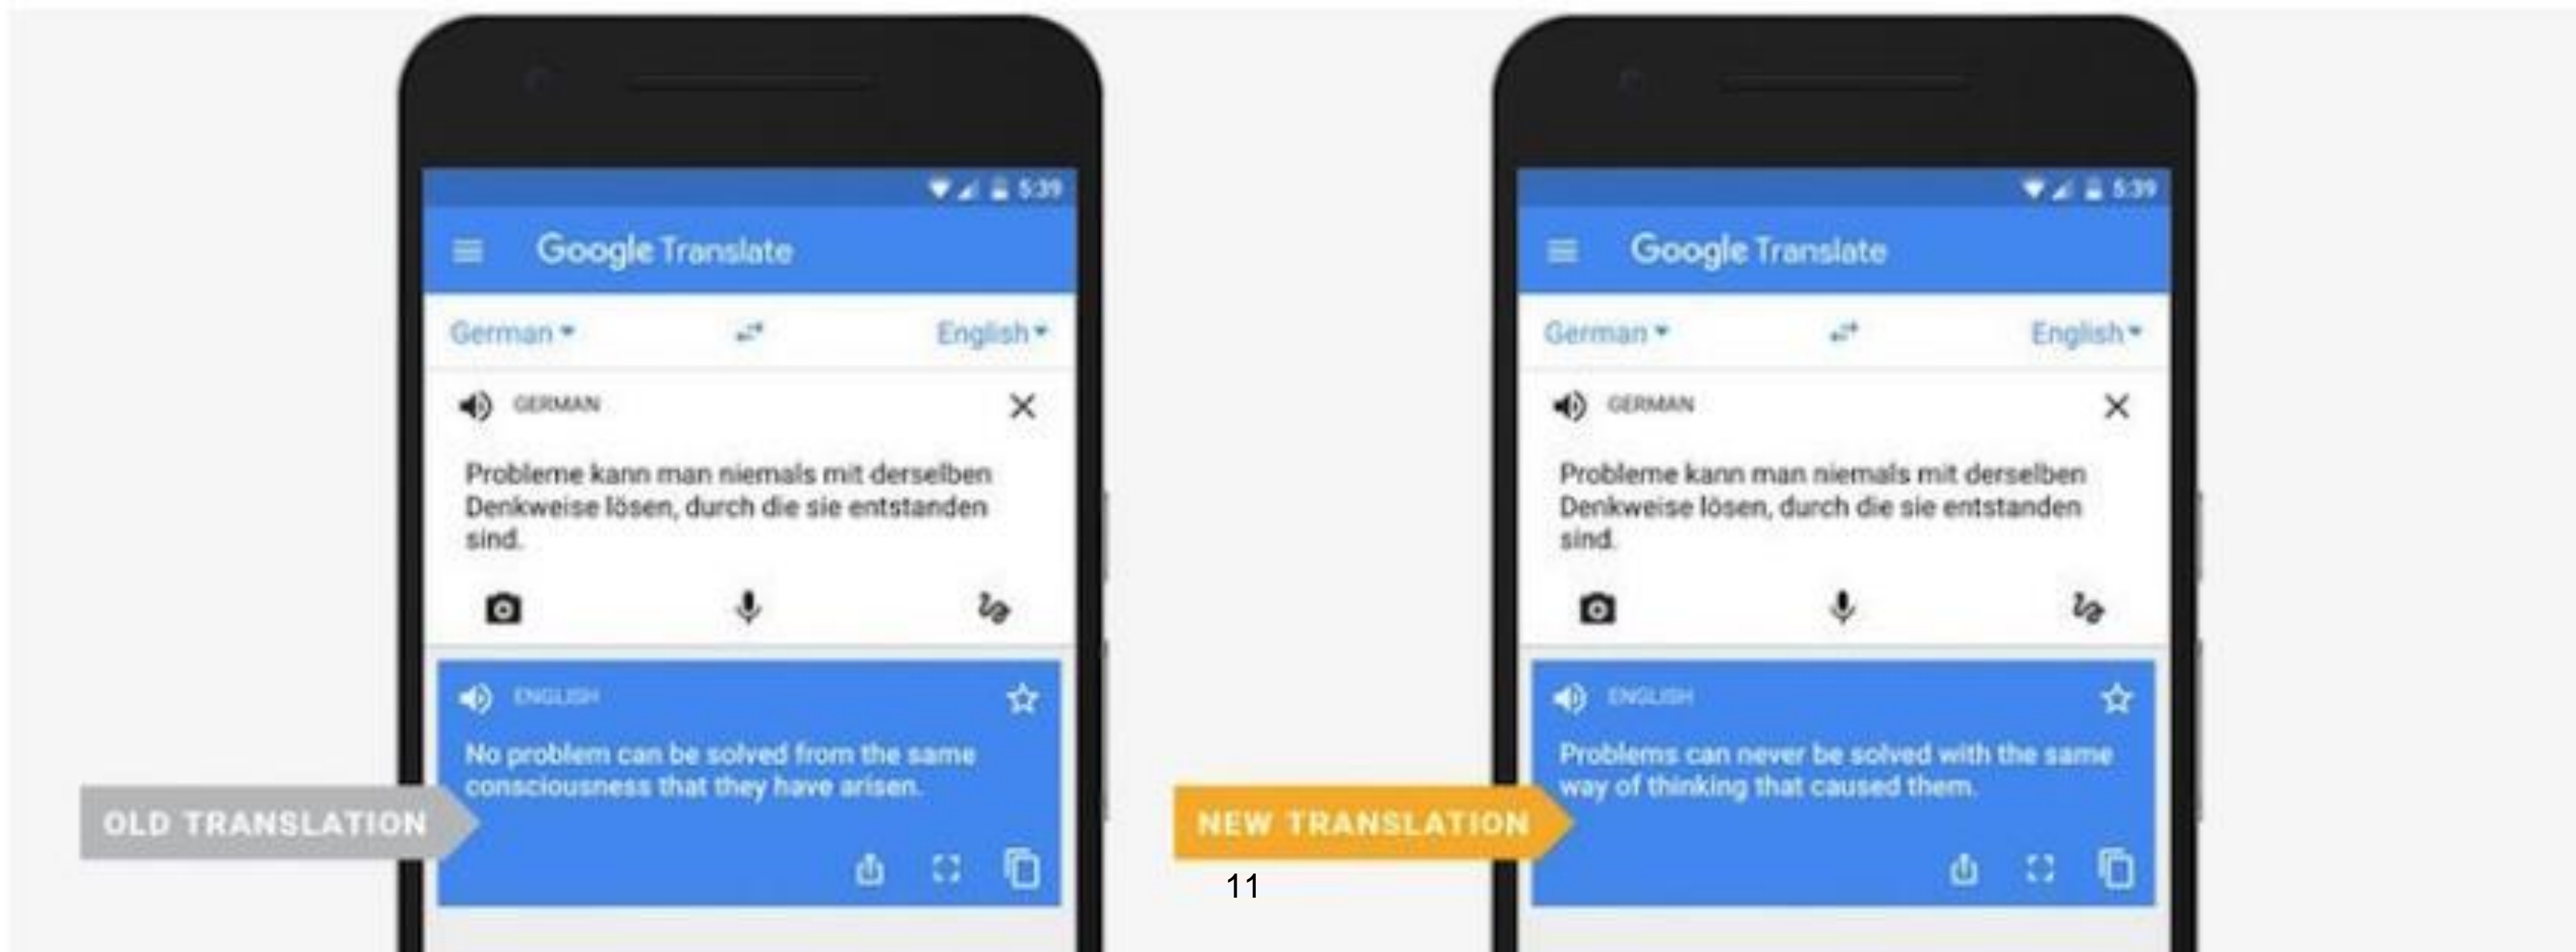 5:39
Google Translate
German English
GERMAN
Probleme kann man niemals mit derselben
Denkweise lösen, durch die sie entstanden
sind.
ENGLISH
No problem can be solved from the same
consciousness that they have arisen.
OLD TRANSLATION
5:39
Google Translate
German English
GERMAN
Probleme kann man niemals mit derselben
Denkweise lösen, durch die sie entstanden
sind.
ENGLISH
Problems can never be solved with the same
way of thinking that caused them.
NEW TRANSLATION
11